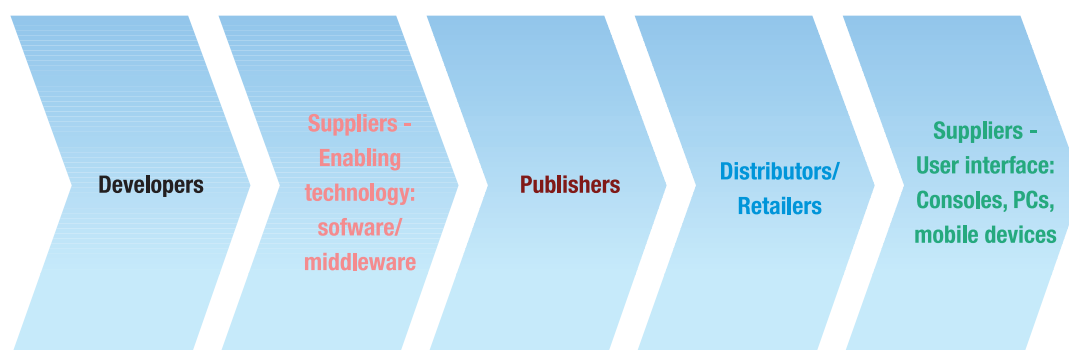 Developers
Suppliers -
Enabling
technology:
sofware/
middleware
Publishers
Distributors/
Retailers
Suppliers -
User interface:
Consoles, PCs,
mobile devices